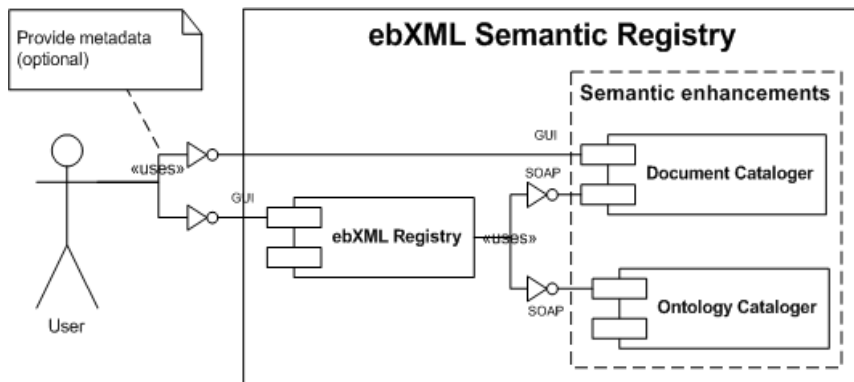 Provide metadata
(optional)
ebXML Semantic Registry
Semantic enhancements
«uses»
GUI
Document Cataloger
SOAP
GUI
ebXML Registry
«uses»
SOAP
Ontology Cataloger
User